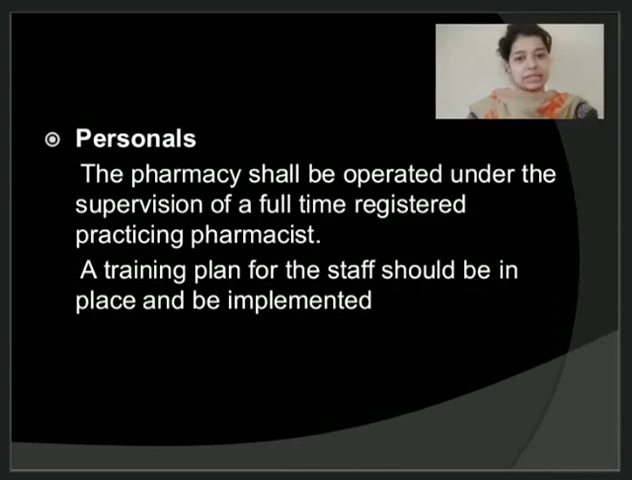 Personals
The pharmacy shall be operated under the
supervision of a full time registered
practicing pharmacist.
A training plan for the staff should be in
place and be implemented